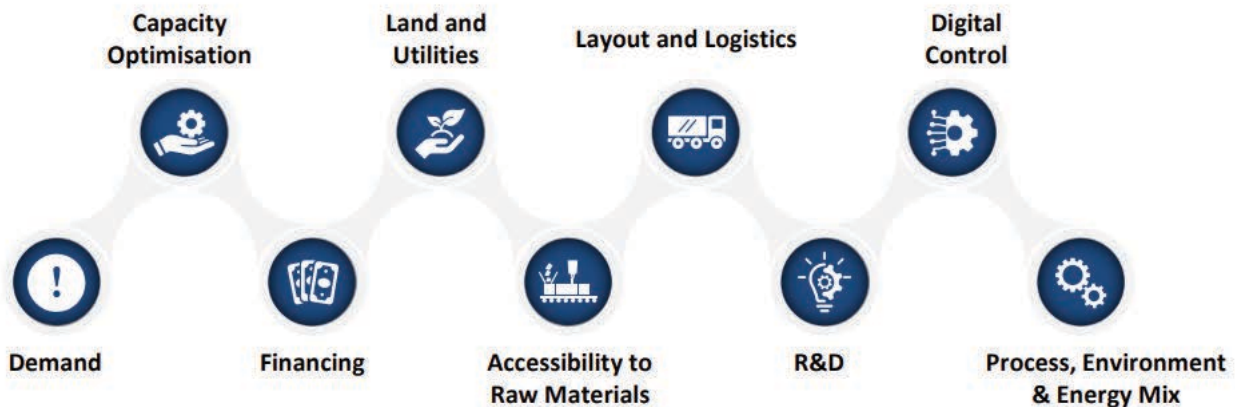 Capacity
Optimisation
Land and
Utilities
Layout and Logistics
Digital
Control
Demand
Financing
Accessibility to
Raw Materials
R&D
Process, Environment
& Energy Mix